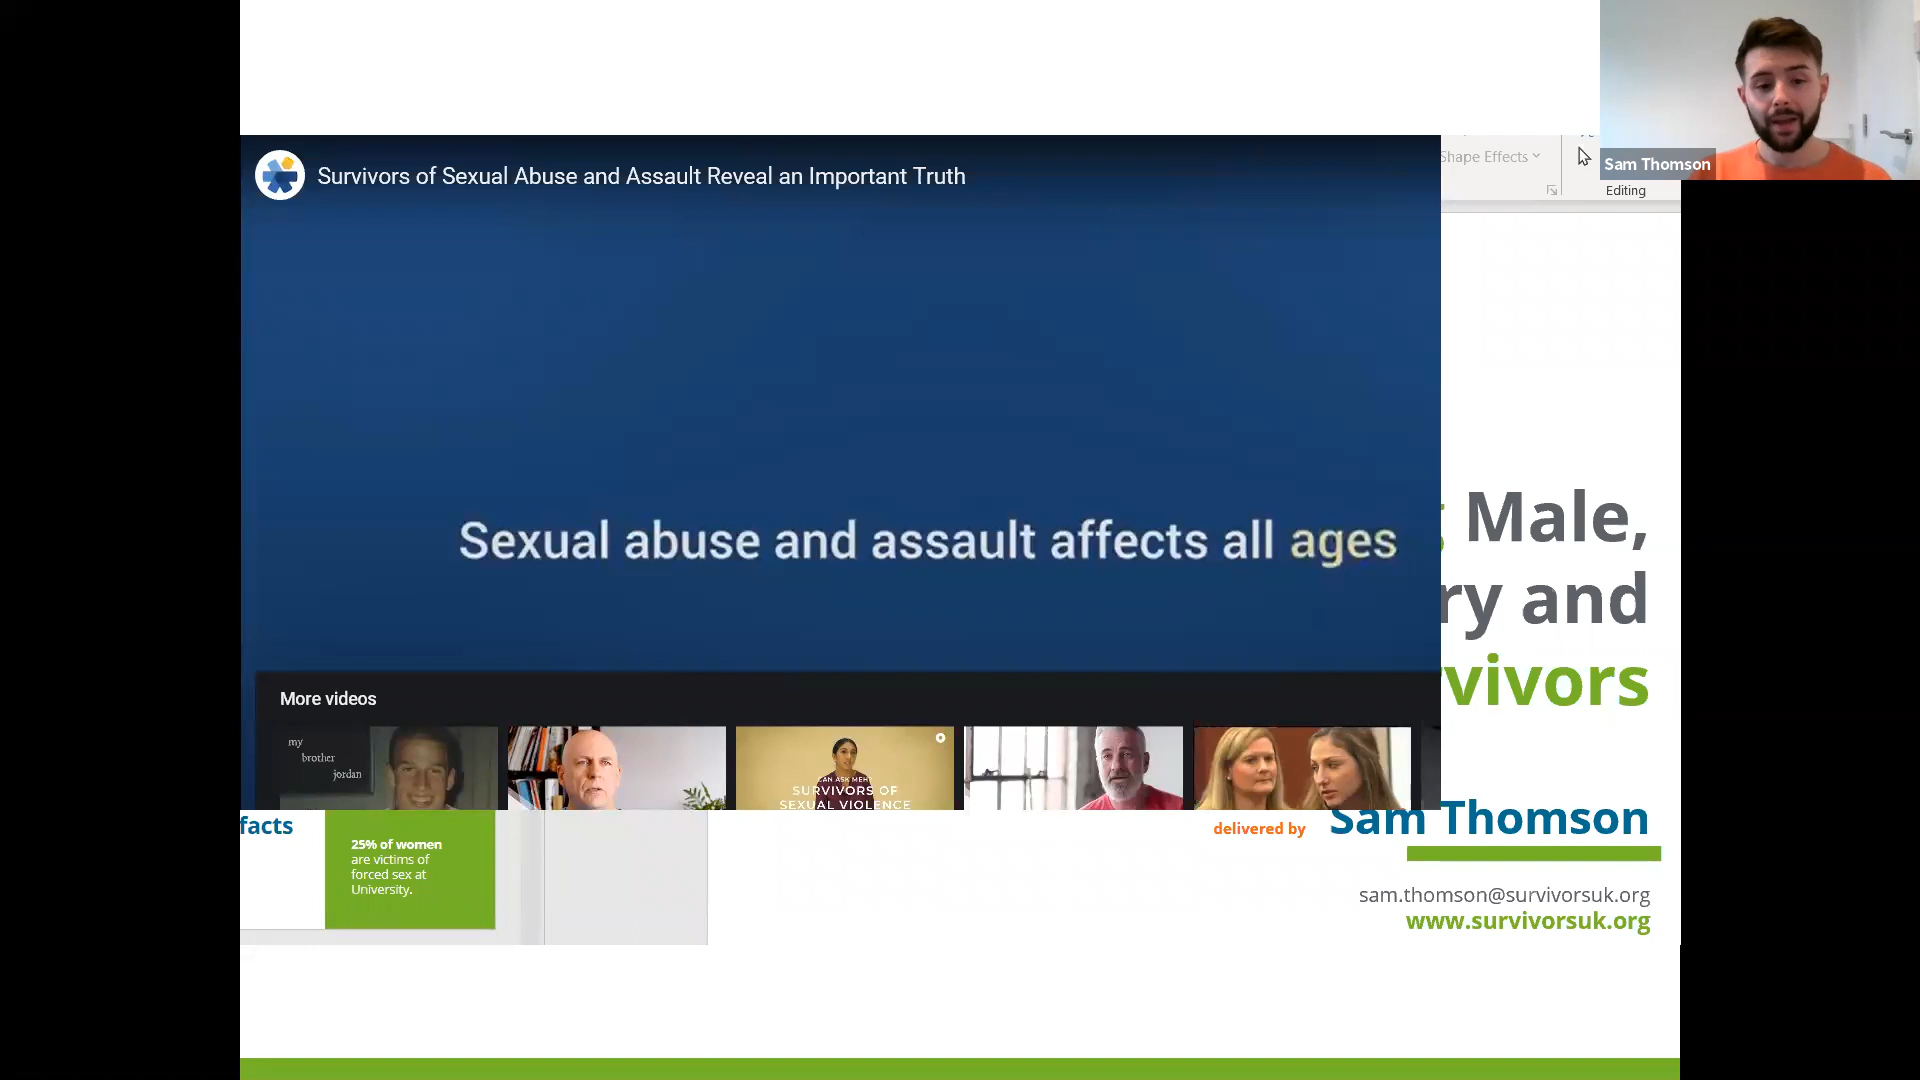 Survivors of Sexual Abuse and Assault Reveal an Important Truth
Shape Effects
Editing
Sam Thomson
Sexual abuse and assault affects all ages
Male,
ry and
vivors
More videos
my
brother
jordan
CAN ASK MEH?
SURVIVORS OF
SEXUAL VIOLENCE
facts
25% of women
are victims of
forced sex at
University.
delivered by Sam Thomson
sam.thomson@survivorsuk.org
www.survivorsuk.org